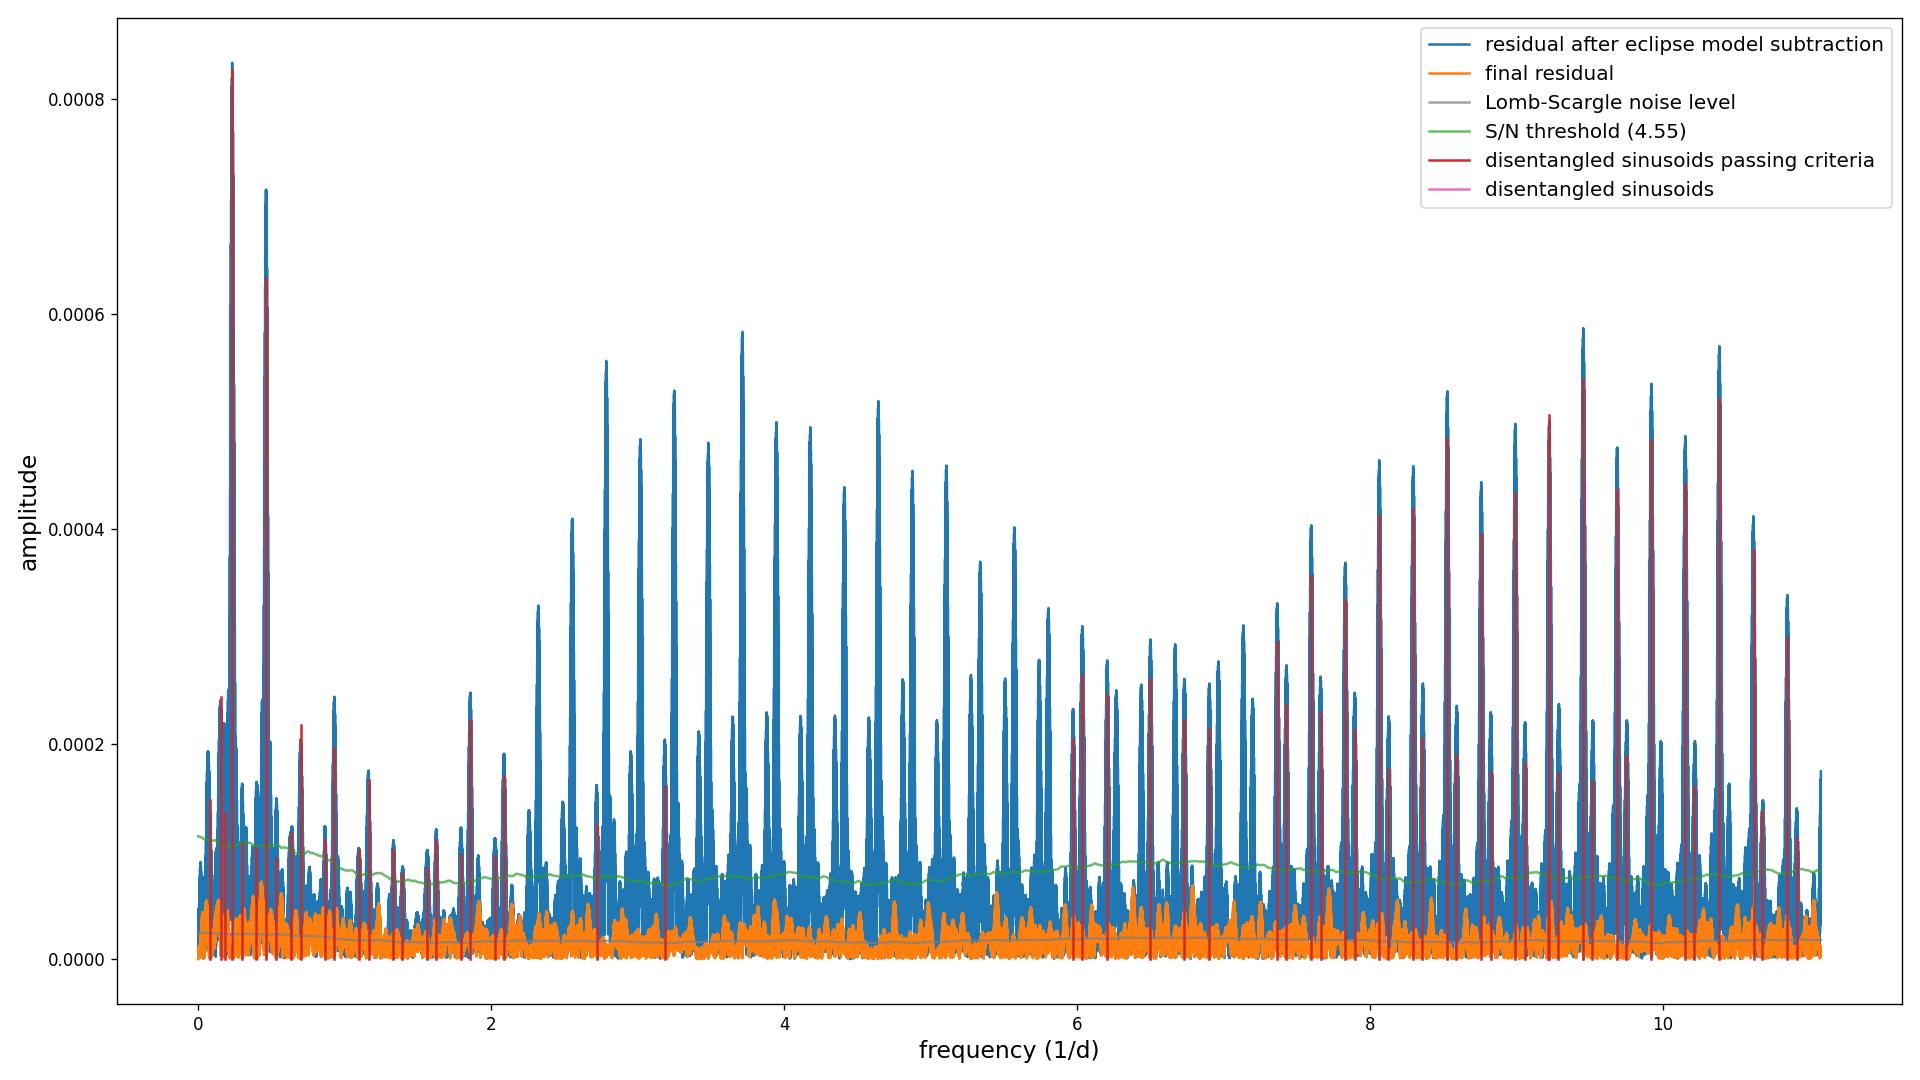 residual after eclipse model subtraction
final residual
Lomb-Scargle noise level
S/N threshold (4.55)
disentangled sinusoids passing criteria
disentangled sinusoids
0.0008
0.0006
0.0004
0.0002
0.0000
amplitude
0 2 4 6 8 10
frequency (1/d)